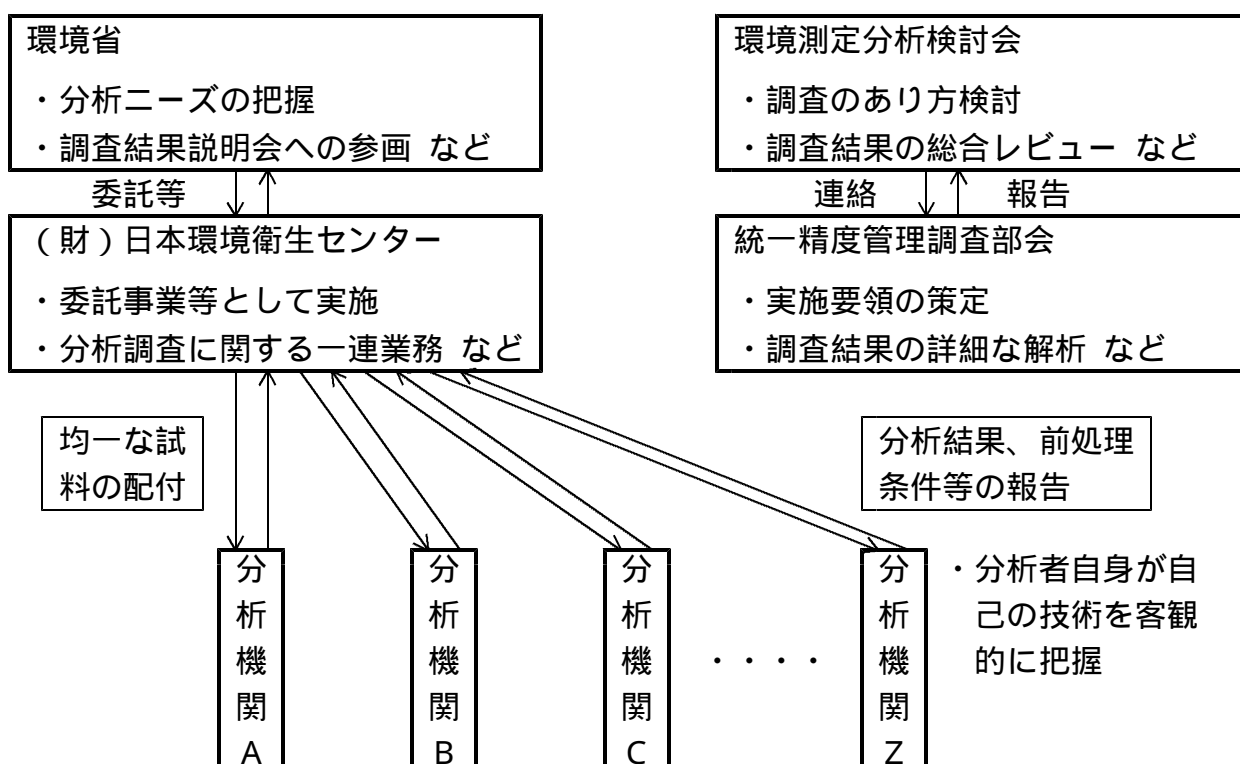 環境省
・分析ニーズの把握
・調査結果説明会への参画 など
環境測定分析検討会
・調査のあり方検討
・調査結果の総合レビュー など
委託等
連絡
報告
(財)日本環境衛生センター
・委託事業等として実施
・分析調査に関する一連業務 など
統一精度管理調査部会
・実施要領の策定
・調査結果の詳細な解析 など
均一な試
料の配付
分析結果、前処理
条件等の報告
分析機関A
分析機関B
分析機関C
・・・・
分析機関Z
・分析者自身が自
己の技術を客観
的に把握